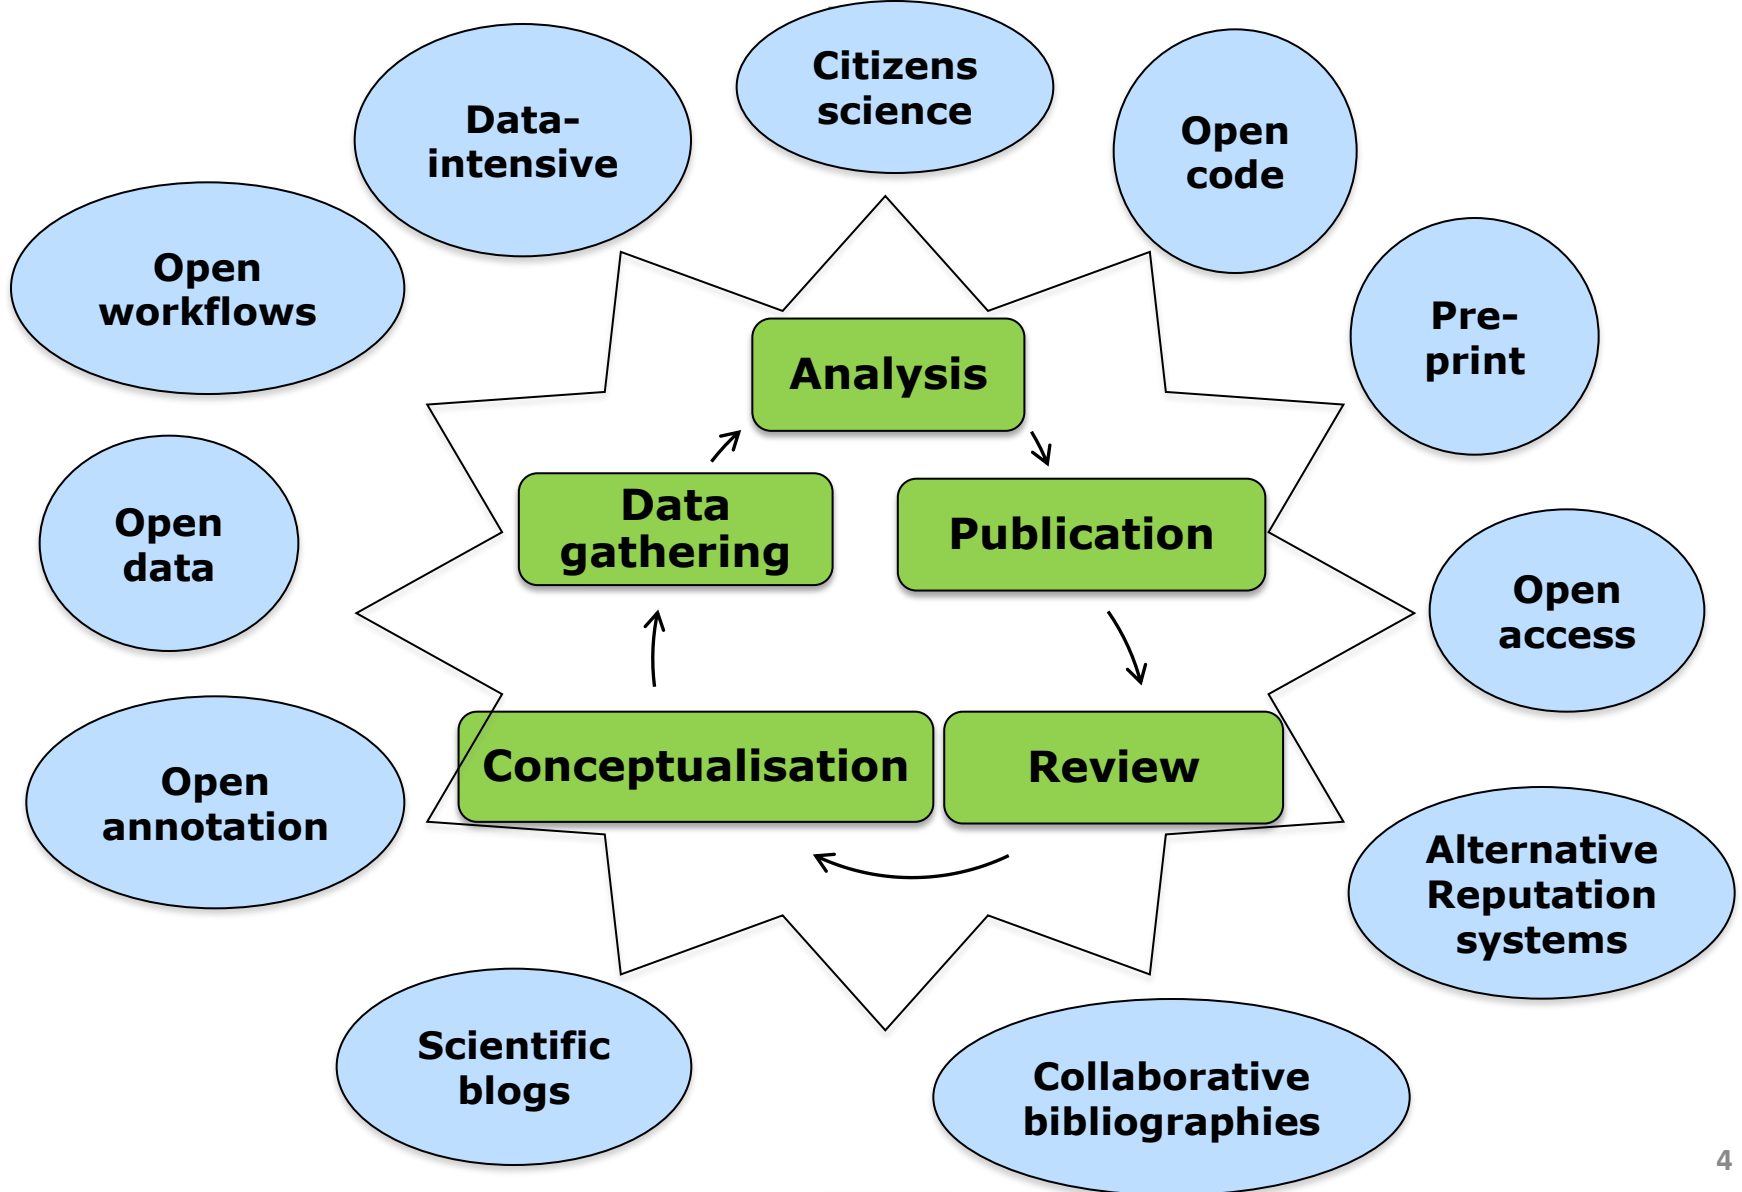 Citizens
science
Data-
intensive
Open
code
Open
workflows
Pre-
print
Analysis
Data
gathering
Publication
Open
data
Open
access
Conceptualisation
Review
Open
annotation
Alternative
Reputation
systems
Scientific
blogs
Collaborative
bibliographies
4